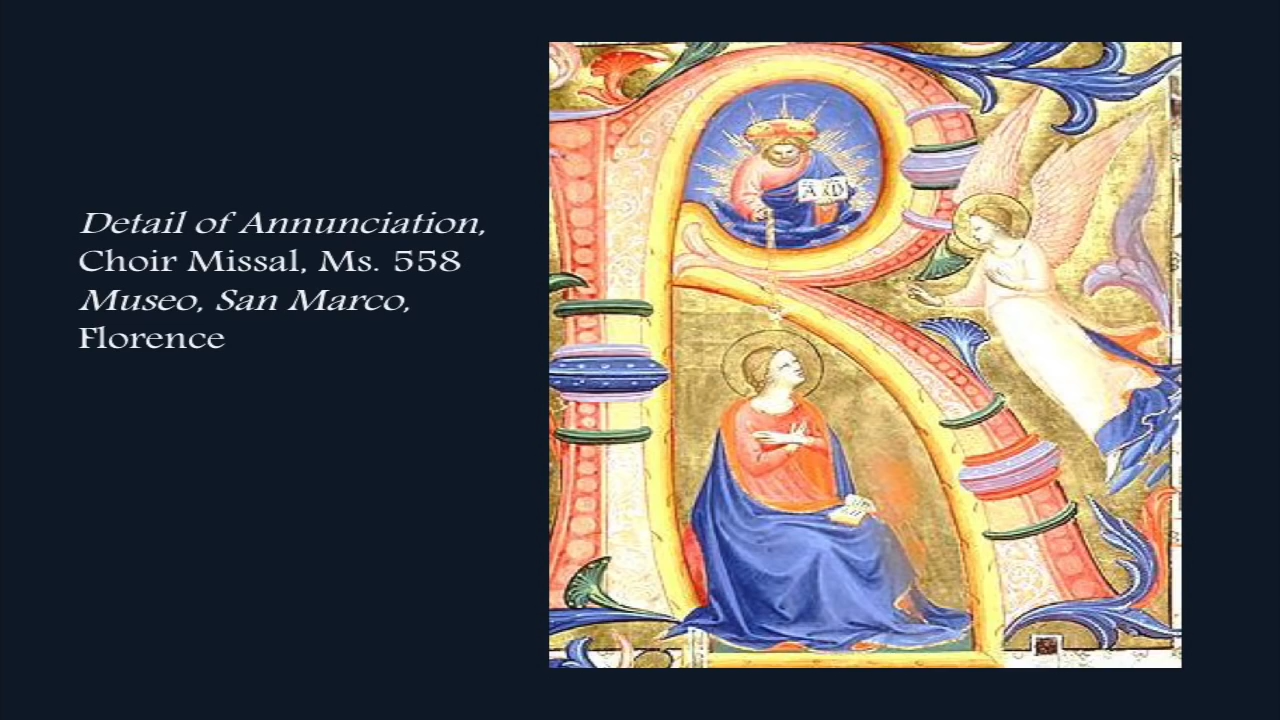 Detail of Annunciation,
Choir Missal, Ms. 558
Museo, San Marco,
Florence